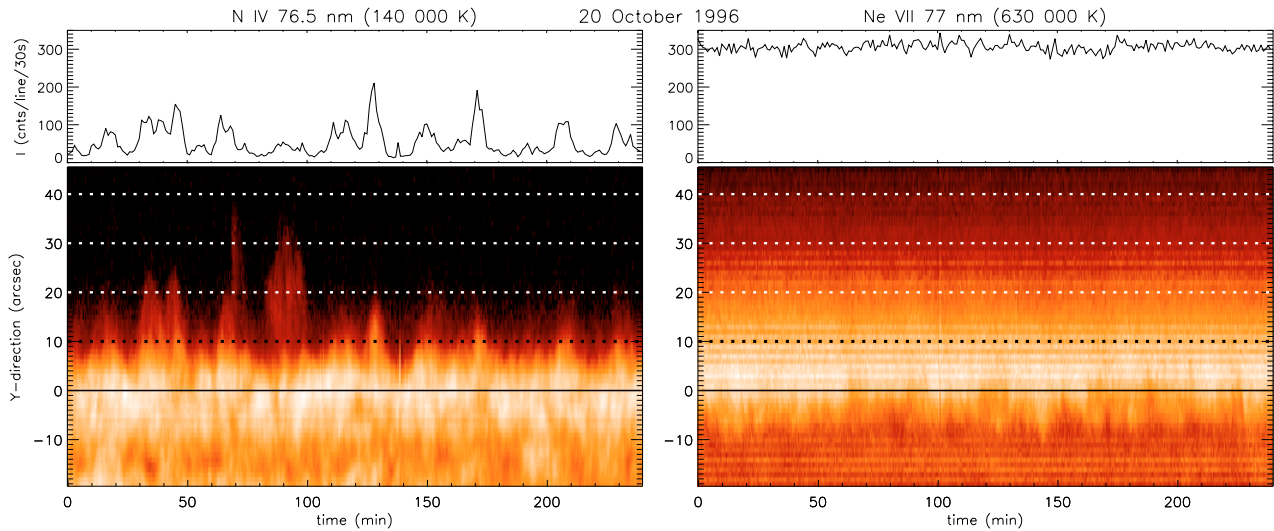 N IV 76.5 nm (140 000 K)
20 October 1996
Ne VII 77 nm (630 000 K)
I (cnts/line/30s)
300
200
100
0
300
200
100
0
Y-direction (arcsec)
40
30
20
10
0
-10
40
30
20
10
0
-10
0 50 100 150 200
time (min)
0 50 100 150 200
time (min)